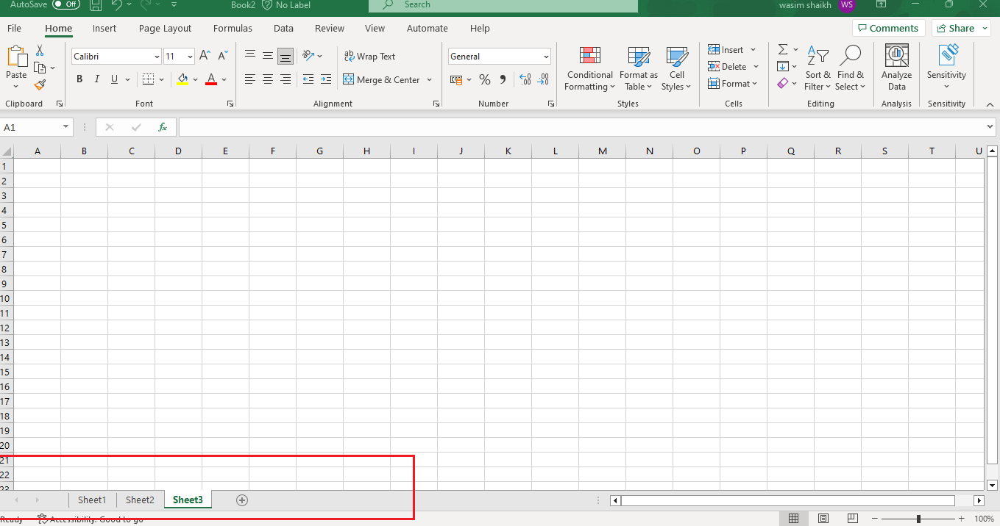 AutoSave Off Book2 No Label Search wasim shaikh WS
File Home Insert Page Layout Formulas Data Review View Automate Help Comments Share
Calibri 11 A A ab Wrap Text General Insert Σ A Z
Paste Delete Conditional Formatting Format as Table Cell Styles Sort & Filter Find & Select Analyze Data Sensitivity
B I U A Merge & Center % Format
Clipboard Font Alignment Number Styles Cells Editing Analysis Sensitivity
A1 fx
A B C D E F G H I J K L M N O P Q R S T U
1
2
3
4
5
6
7
8
9
10
11
12
13
14
15
16
17
18
19
20
21
22
23
Sheet1 Sheet2 Sheet3
Ready Accessibility: Good to go 100%